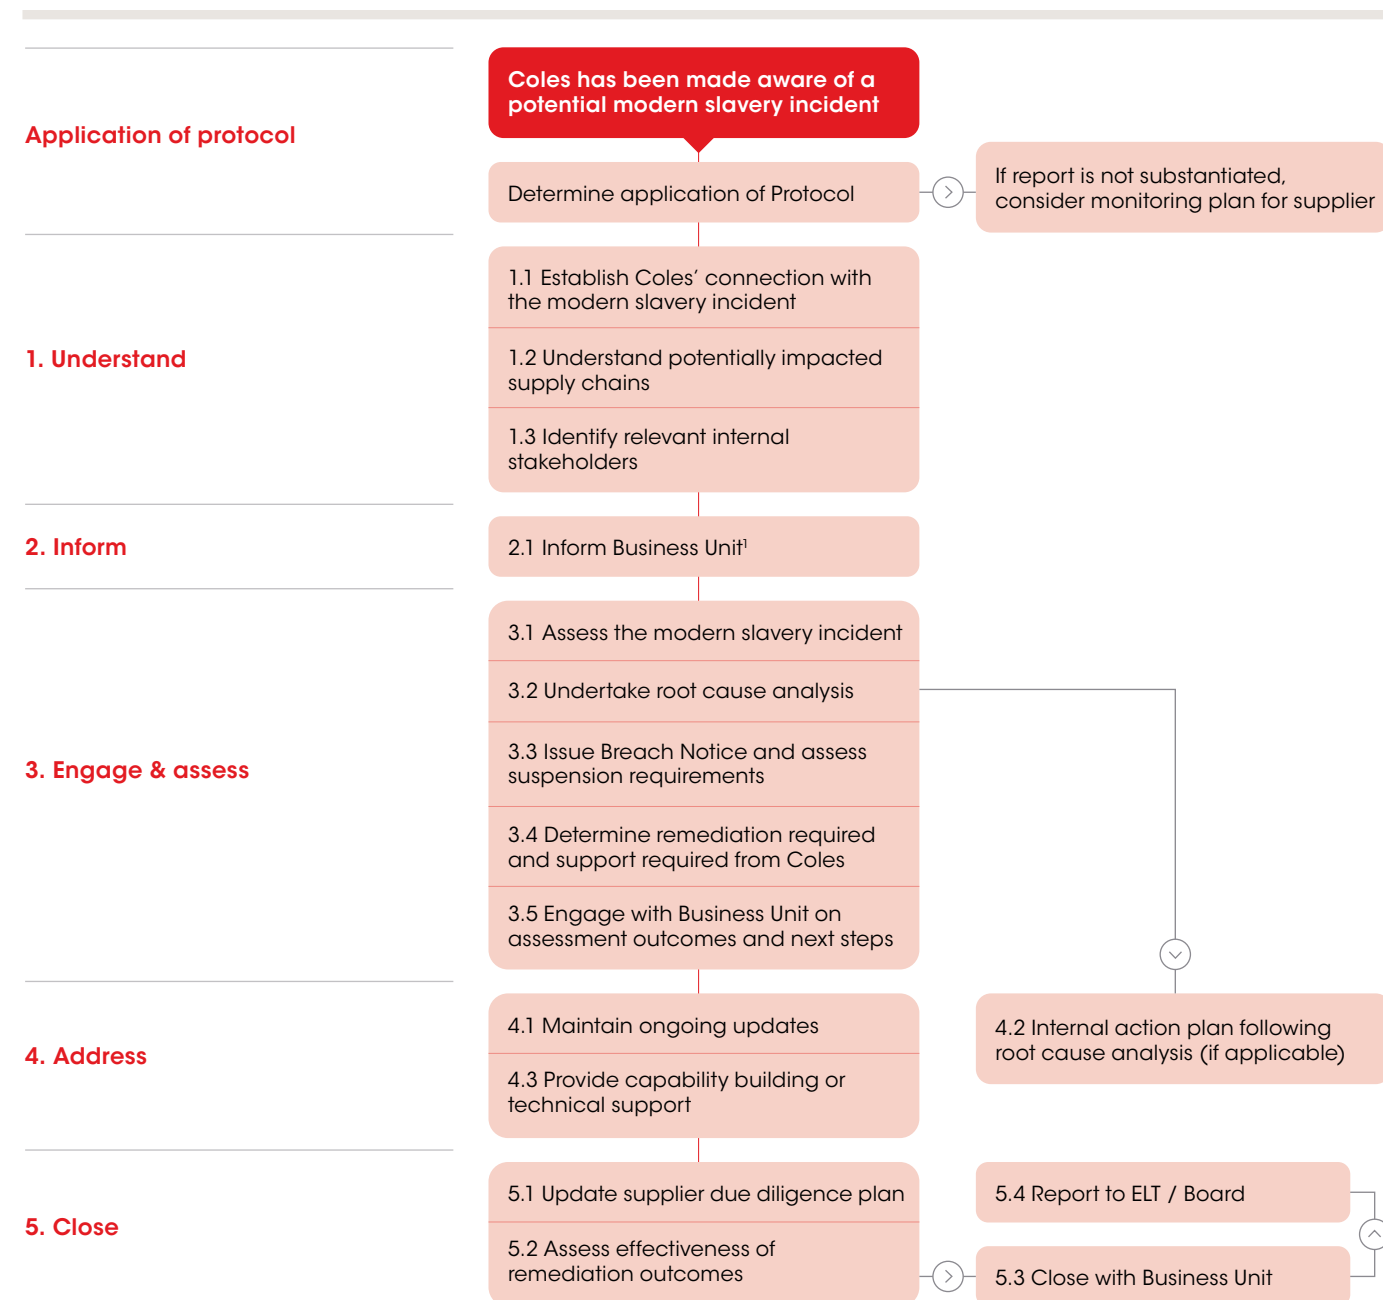 Application of protocol
Coles has been made aware of a
potential modern slavery incident
Determine application of Protocol
If report is not substantiated,
consider monitoring plan for supplier
1. Understand
1.1 Establish Coles’ connection with
the modern slavery incident
1.2 Understand potentially impacted
supply chains
1.3 Identify relevant internal
stakeholders
2. Inform
2.1 Inform Business Unit¹
3. Engage & assess
3.1 Assess the modern slavery incident
3.2 Undertake root cause analysis
3.3 Issue Breach Notice and assess
suspension requirements
3.4 Determine remediation required
and support required from Coles
3.5 Engage with Business Unit on
assessment outcomes and next steps
4. Address
4.1 Maintain ongoing updates
4.3 Provide capability building or
technical support
4.2 Internal action plan following
root cause analysis (if applicable)
5. Close
5.1 Update supplier due diligence plan
5.2 Assess effectiveness of
remediation outcomes
5.4 Report to ELT / Board
5.3 Close with Business Unit